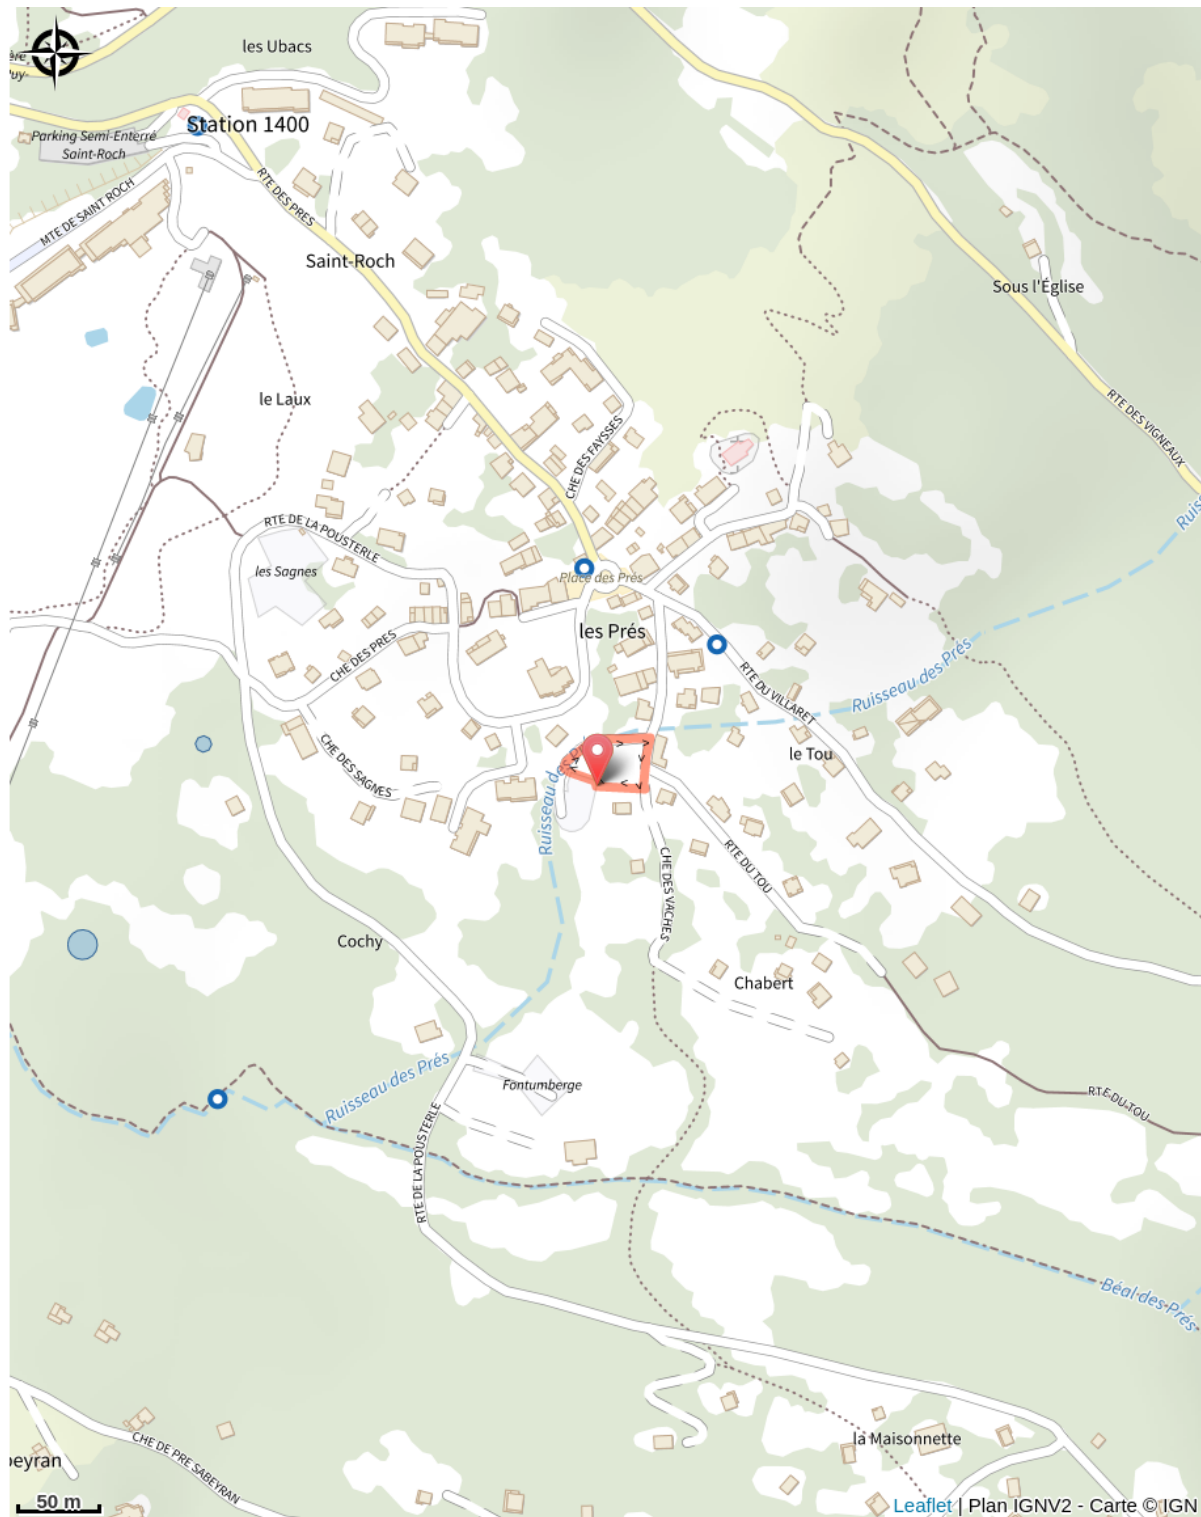 les Ubacs
Station 1400
Parking Semi-Enterré
Saint-Roch
MTE DE SAINT ROCH
RTE DES PRES
Saint-Roch
Sous l'Église
RTE DES VIGNEAUX
le Laux
CHE DES FAYSSES
RTE DE LA POUSTERLE
les Sagnes
Place des Prés
les Prés
CHE DES PRES
RTE DU VILLARET
Ruisseau des Prés
le Tou
CHE DES SAGNES
Ruisseau des
RTE DU TOU
CHE DES VACHES
Cochy
Chabert
Ruisseau des Prés
Fontumberge
RTE DU TOU
RTE DE LA POUSTERLE
Béal des Prés
la Maisonnette
CHE DE PRE SABEYRAN
beyran
50 m
Leaflet | Plan IGNV2 - Carte © IGN